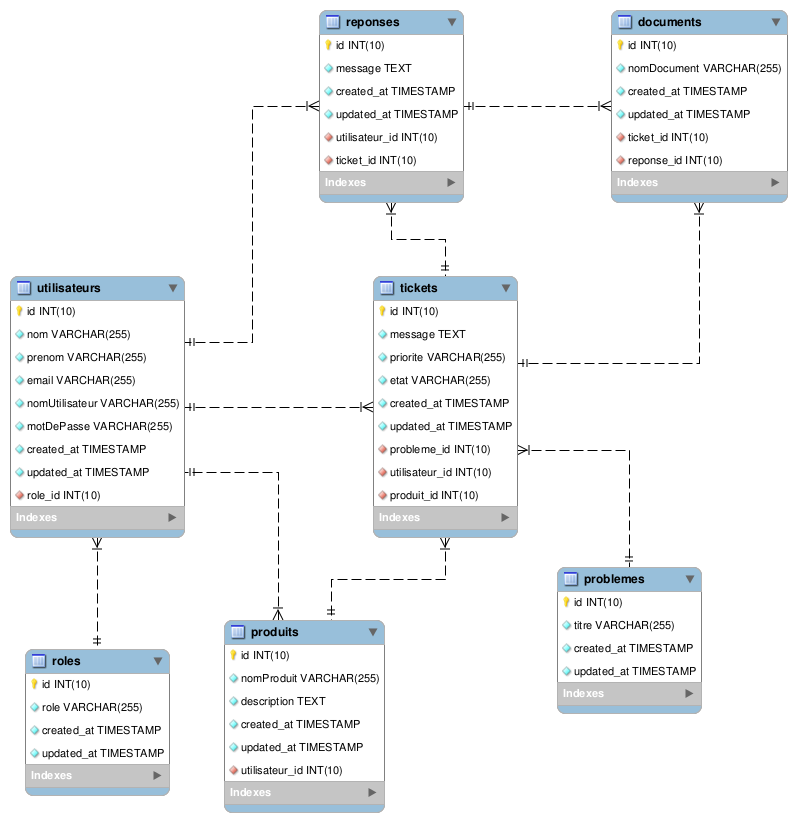 reponses
id INT(10)
message TEXT
created_at TIMESTAMP
updated_at TIMESTAMP
utilisateur_id INT(10)
ticket_id INT(10)
Indexes
documents
id INT(10)
nomDocument VARCHAR(255)
created_at TIMESTAMP
updated_at TIMESTAMP
ticket_id INT(10)
reponse_id INT(10)
Indexes
utilisateurs
id INT(10)
nom VARCHAR(255)
prenom VARCHAR(255)
email VARCHAR(255)
nomUtilisateur VARCHAR(255)
motDePasse VARCHAR(255)
created_at TIMESTAMP
updated_at TIMESTAMP
role_id INT(10)
Indexes
tickets
id INT(10)
message TEXT
priorite VARCHAR(255)
etat VARCHAR(255)
created_at TIMESTAMP
updated_at TIMESTAMP
probleme_id INT(10)
utilisateur_id INT(10)
produit_id INT(10)
Indexes
problemes
id INT(10)
titre VARCHAR(255)
created_at TIMESTAMP
updated_at TIMESTAMP
Indexes
roles
id INT(10)
role VARCHAR(255)
created_at TIMESTAMP
updated_at TIMESTAMP
Indexes
produits
id INT(10)
nomProduit VARCHAR(255)
description TEXT
created_at TIMESTAMP
updated_at TIMESTAMP
utilisateur_id INT(10)
Indexes